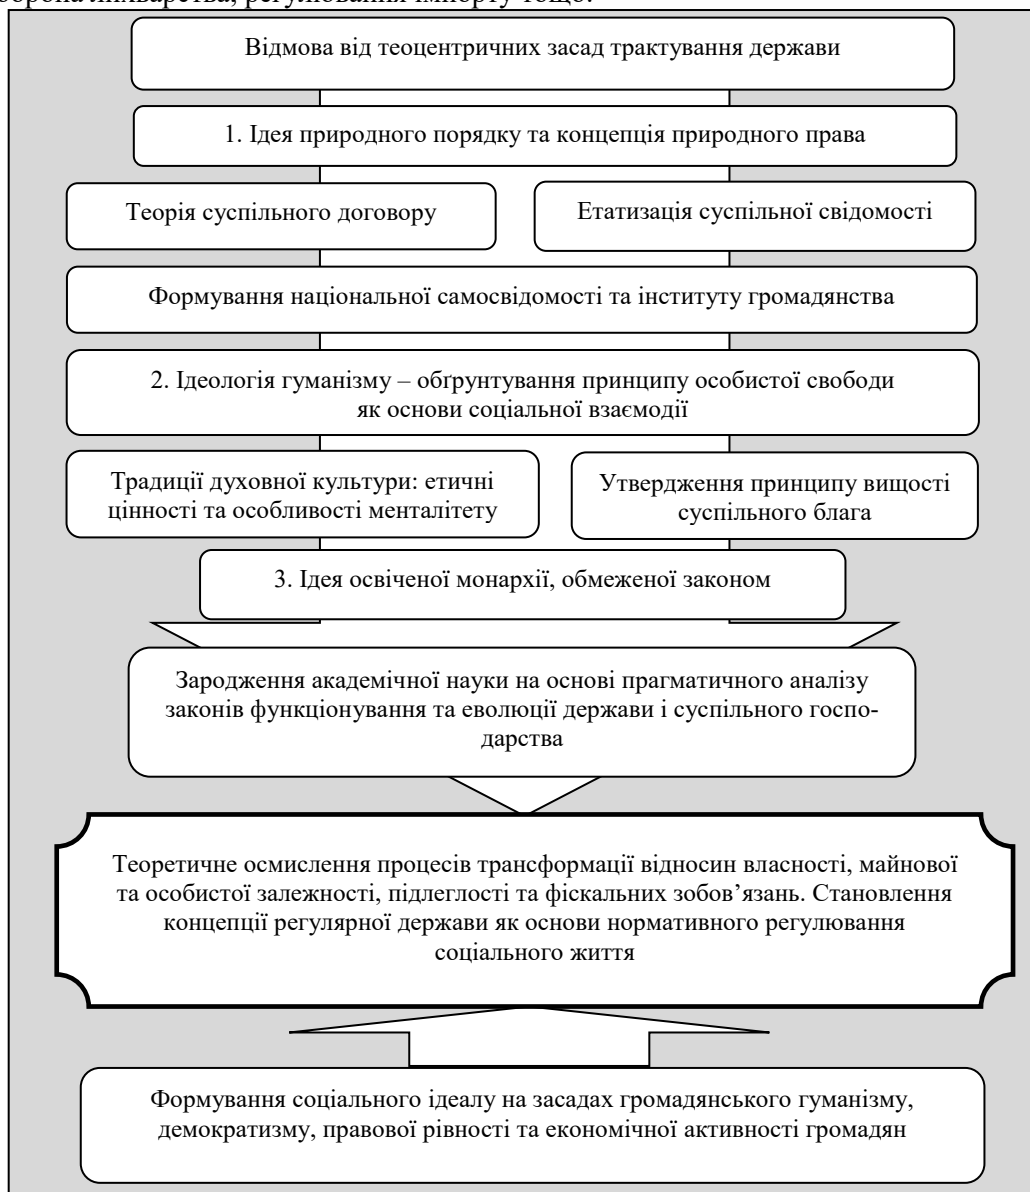 регулювання імпорту тощо.
Відмова від теоцентричних засад трактування держави
1. Ідея природного порядку та концепція природного права
Теорія суспільного договору
Етатизація суспільної свідомості
Формування національної самосвідомості та інституту громадянства
2. Ідеологія гуманізму – обґрунтування принципу особистої свободи
як основи соціальної взаємодії
Традиції духовної культури: етичні
цінності та особливості менталітету
Утвердження принципу вищості
суспільного блага
3. Ідея освіченої монархії, обмеженої законом
Зародження академічної науки на основі прагматичного аналізу
законів функціонування та еволюції держави і суспільного госпо-
дарства
Теоретичне осмислення процесів трансформації відносин власності, майнової
та особистої залежності, підлеглості та фіскальних зобов’язань. Становлення
концепції регулярної держави як основи нормативного регулювання
соціального життя
Формування соціального ідеалу на засадах громадянського гуманізму,
демократизму, правової рівності та економічної активності громадян